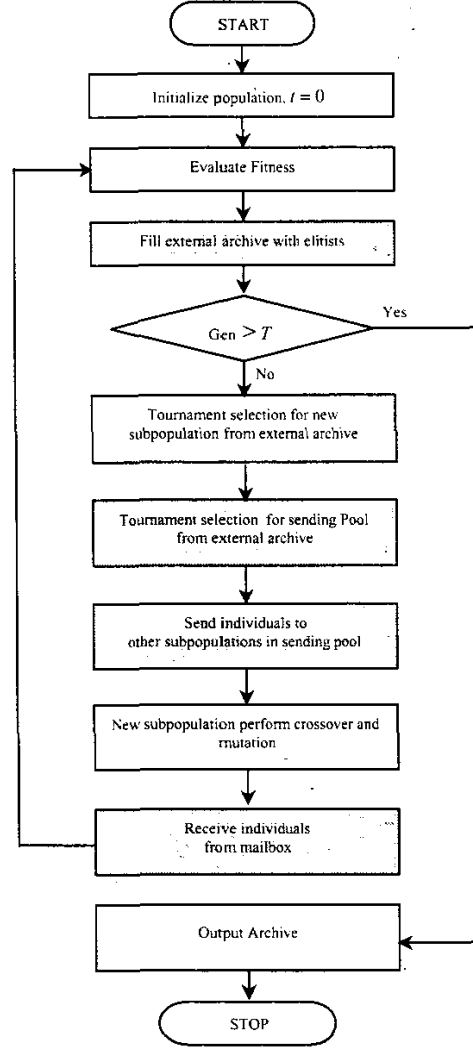 START
Initialize population, t = 0
Evaluate Fitness
Fill external archive with elitists
Gen > T
Yes
No
Tournament selection for new
subpopulation from external archive
Tournament selection for sending Pool
from external archive
Send individuals to
other subpopulations in sending pool
New subpopulation perform crossover and
mutation
Receive individuals
from mailbox
Output Archive
STOP